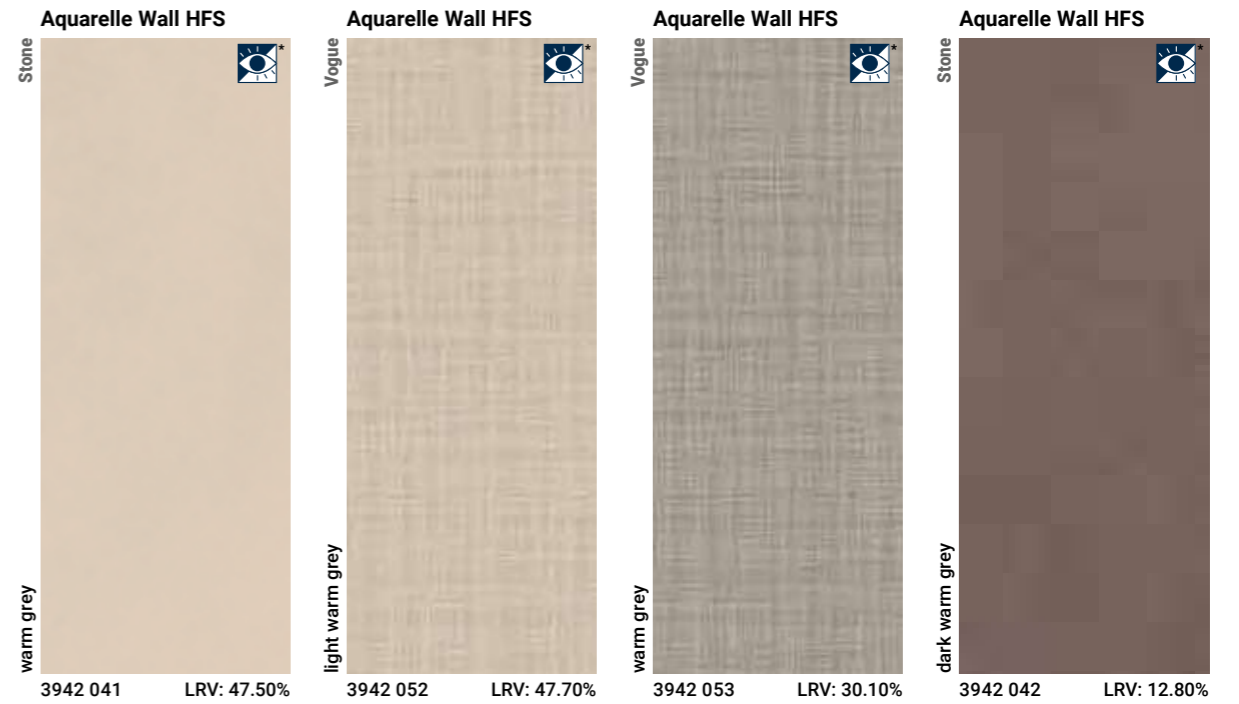 Aquarelle Wall HFS
Stone
*
warm grey
3942 041
LRV: 47.50%
Aquarelle Wall HFS
Vogue
*
light warm grey
3942 052
LRV: 47.70%
Aquarelle Wall HFS
Vogue
*
warm grey
3942 053
LRV: 30.10%
Aquarelle Wall HFS
Stone
*
dark warm grey
3942 042
LRV: 12.80%